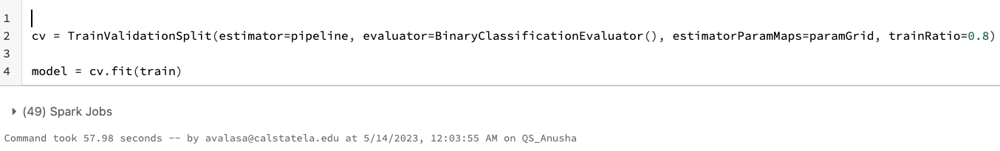 1
2 cv = TrainValidationSplit(estimator=pipeline, evaluator=BinaryClassificationEvaluator(), estimatorParamMaps=paramGrid, trainRatio=0.8)
3
4 model = cv.fit(train)
(49) Spark Jobs
Command took 57.98 seconds -- by avalasa@calstatela.edu at 5/14/2023, 12:03:55 AM on QS_Anusha